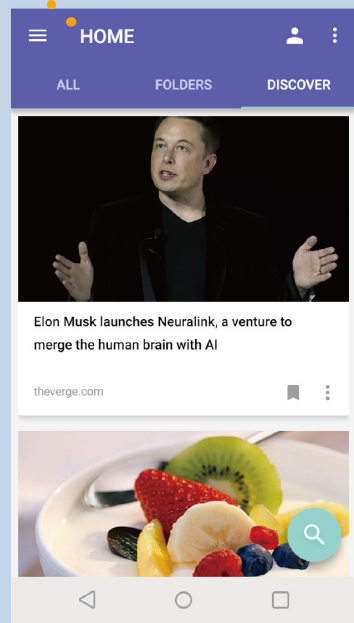 HOME
ALL FOLDERS DISCOVER
Elon Musk launches Neuralink, a venture to
merge the human brain with AI
theverge.com